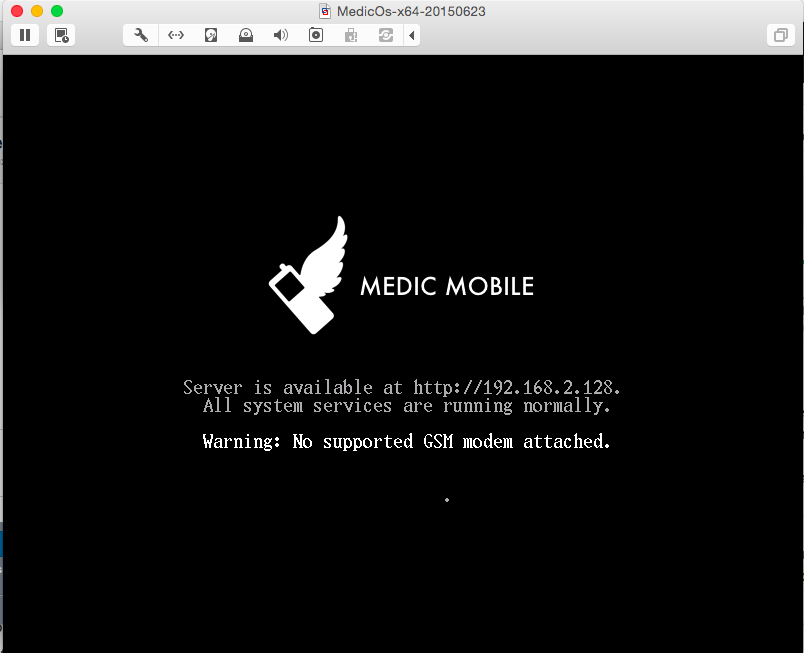 MedicOs-x64-20150623
MEDIC MOBILE
Server is available at http://192.168.2.128.
All system services are running normally.
Warning: No supported GSM modem attached.